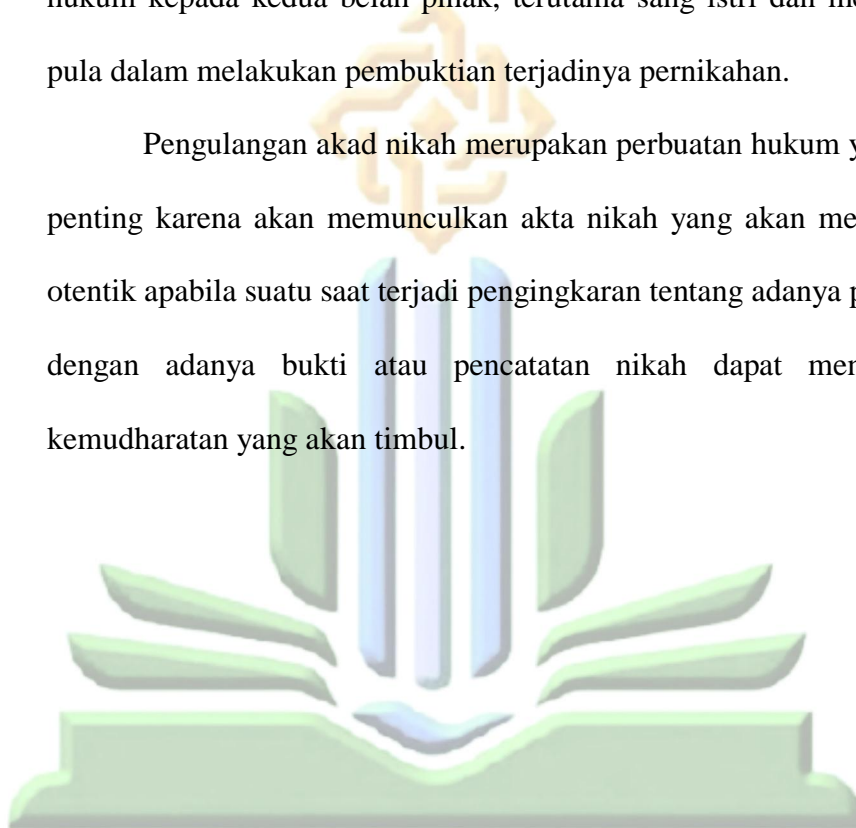 pula dalam melakukan pembuktian terjadinya pernikahan.
Pengulangan akad nikah merupakan perbuatan hukum
penting karena akan memunculkan akta nikah yang akan
otentik apabila suatu saat terjadi pengingkaran tentang adanya
dengan adanya bukti atau pencatatan nikah dapat
kemudharatan yang akan timbul.